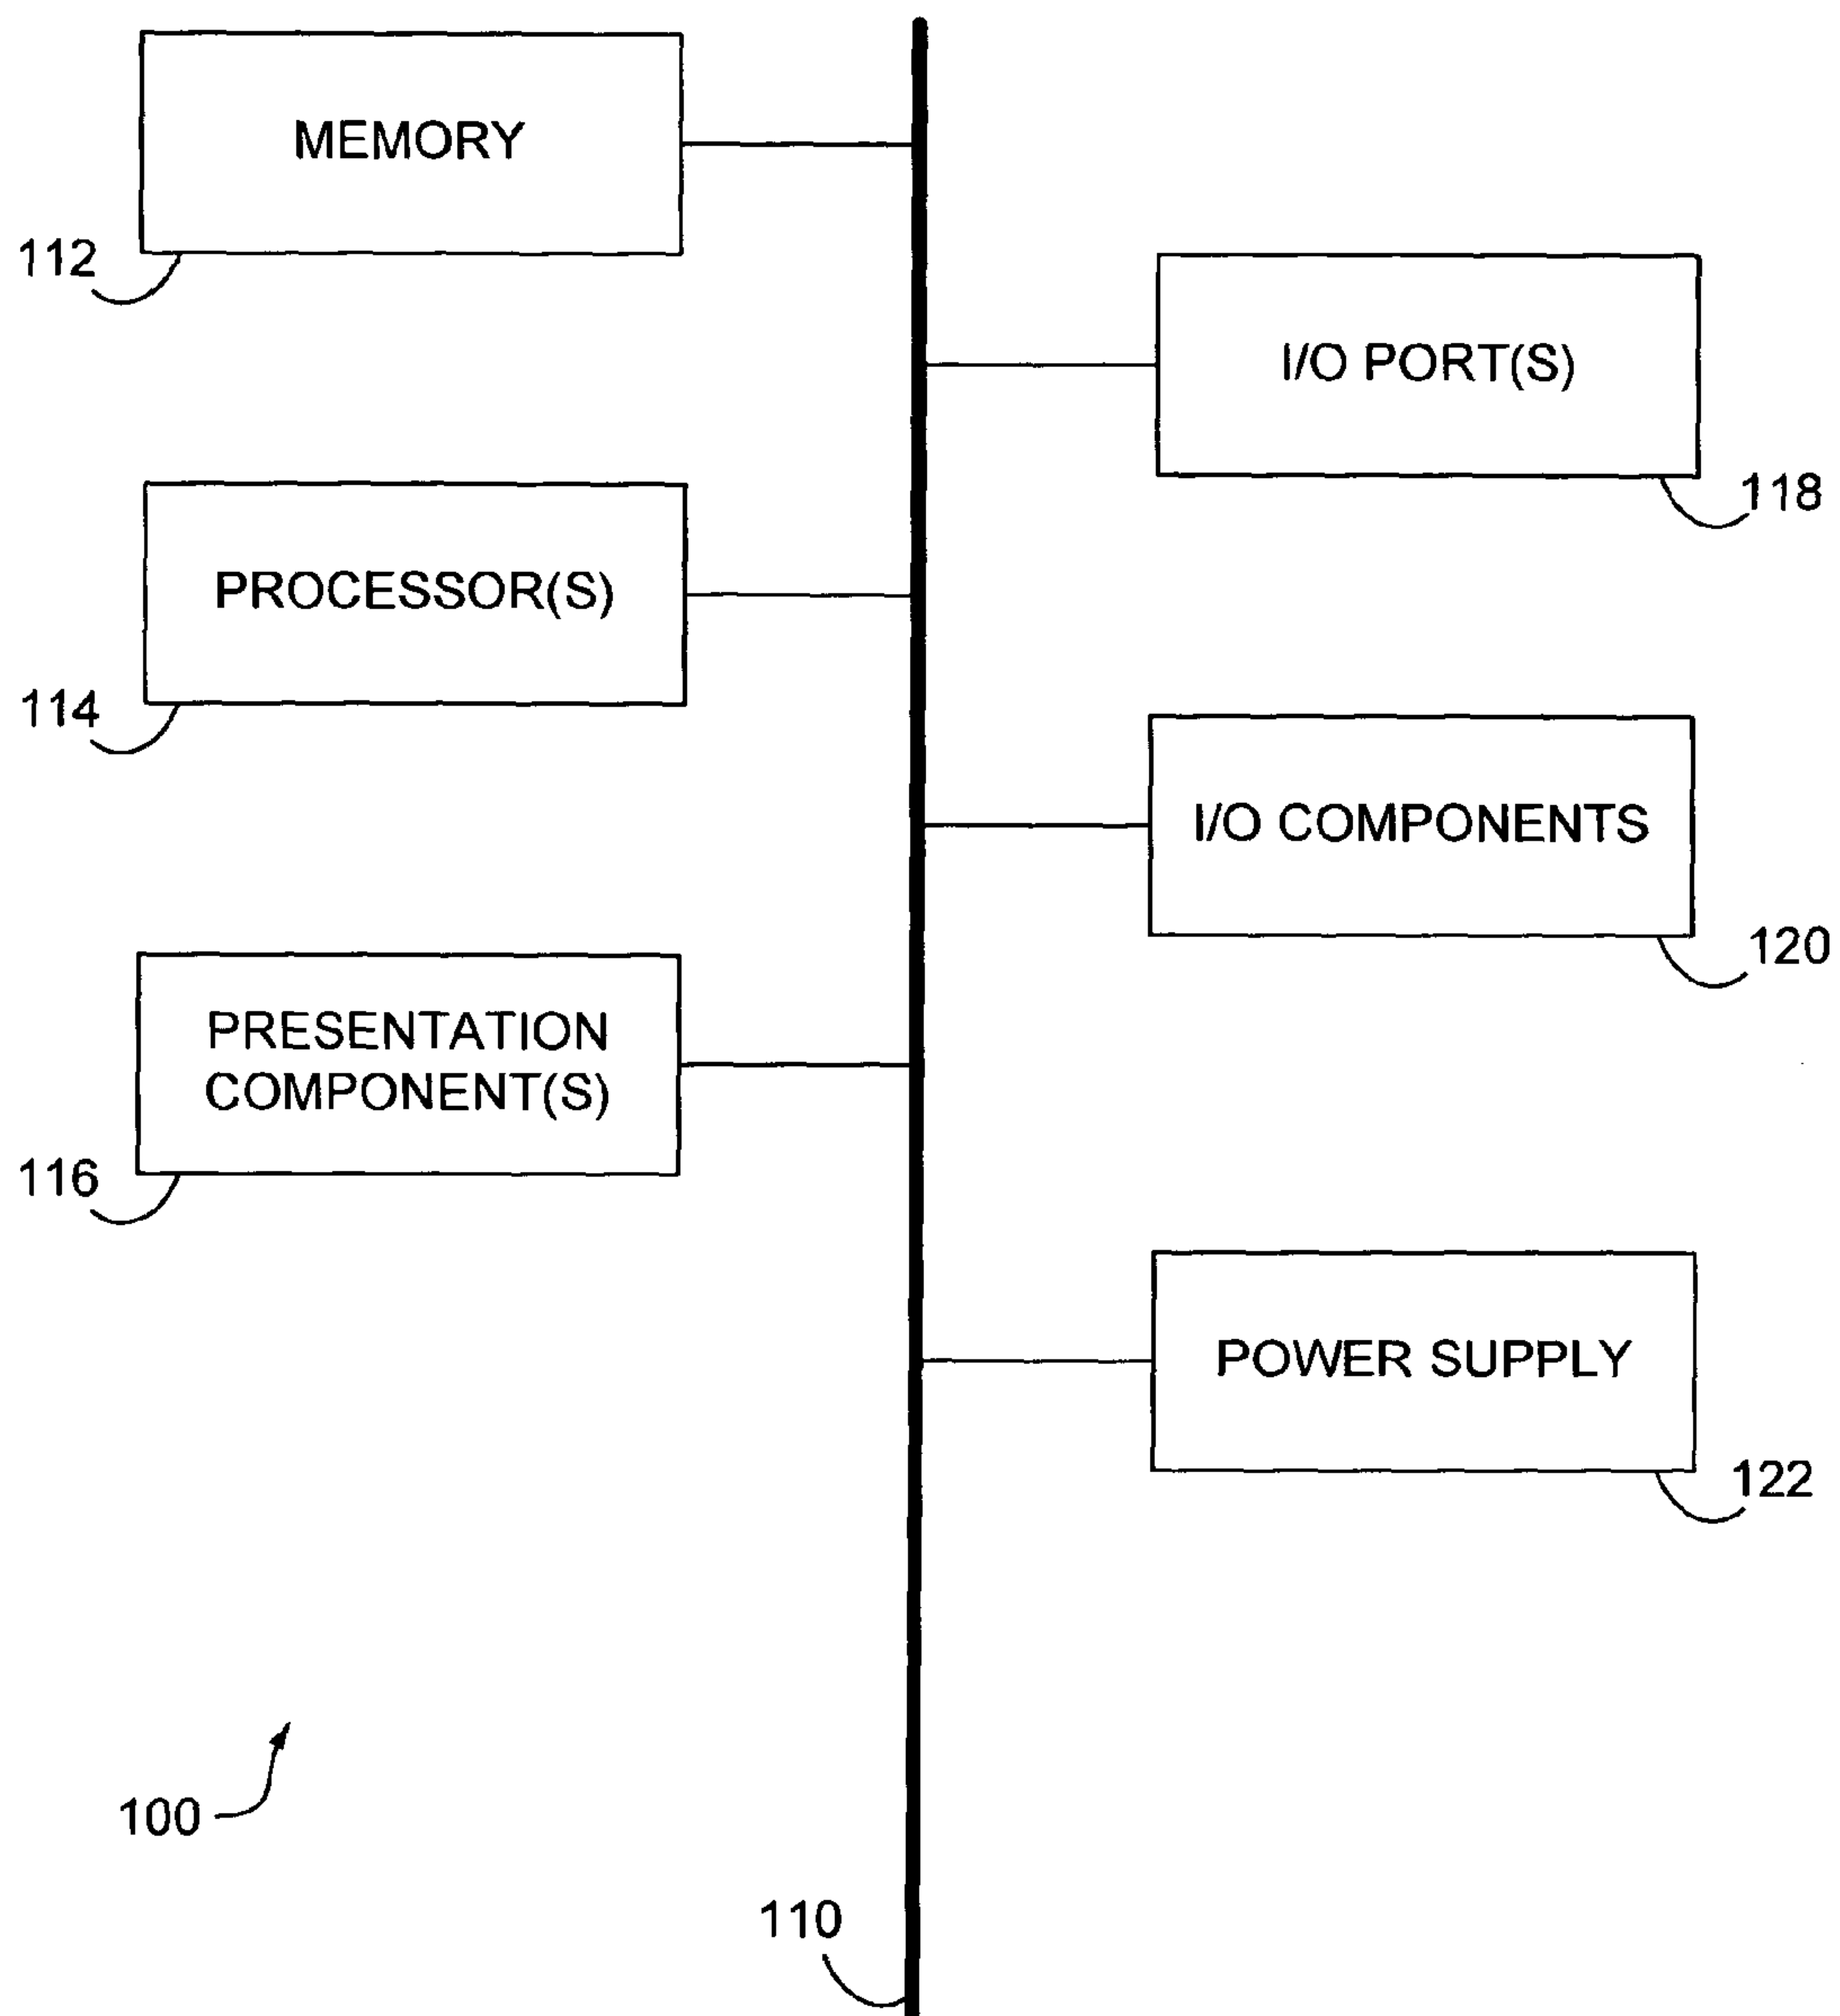 MEMORY
112
I/O PORT(S)
118
PROCESSOR(S)
114
I/O COMPONENTS
120
PRESENTATION
COMPONENT(S)
116
POWER SUPPLY
122
100
110